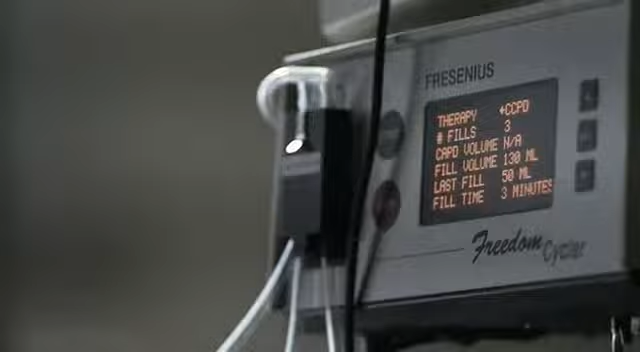 FRESENIUS
THERAPY +CCPD
# FILLS 3
CAPD VOLUME N/A
FILL VOLUME 130 ML
LAST FILL 50 ML
FILL TIME 3 MINUTES
Freedom Cycler